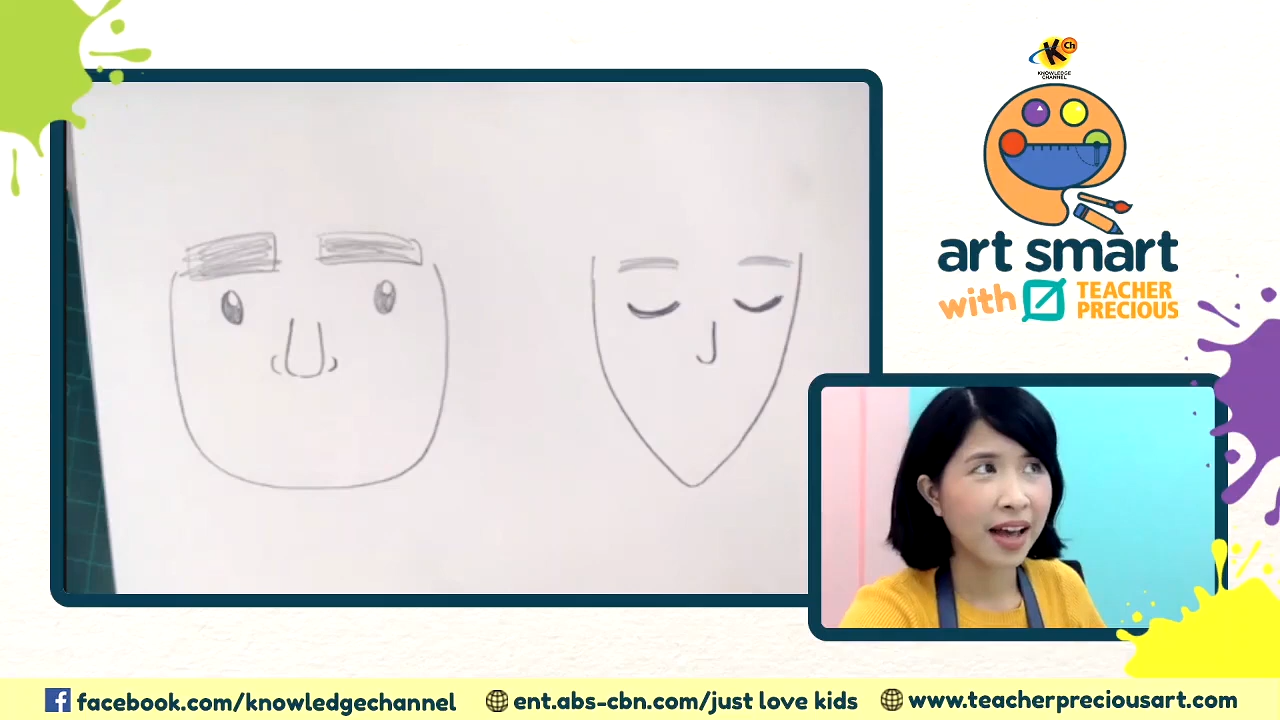 K Ch
KNOWLEDGE
CHANNEL
art smart
with TEACHER
PRECIOUS
facebook.com/knowledgechannel
ent.abs-cbn.com/just love kids
www.teacherpreciousart.com